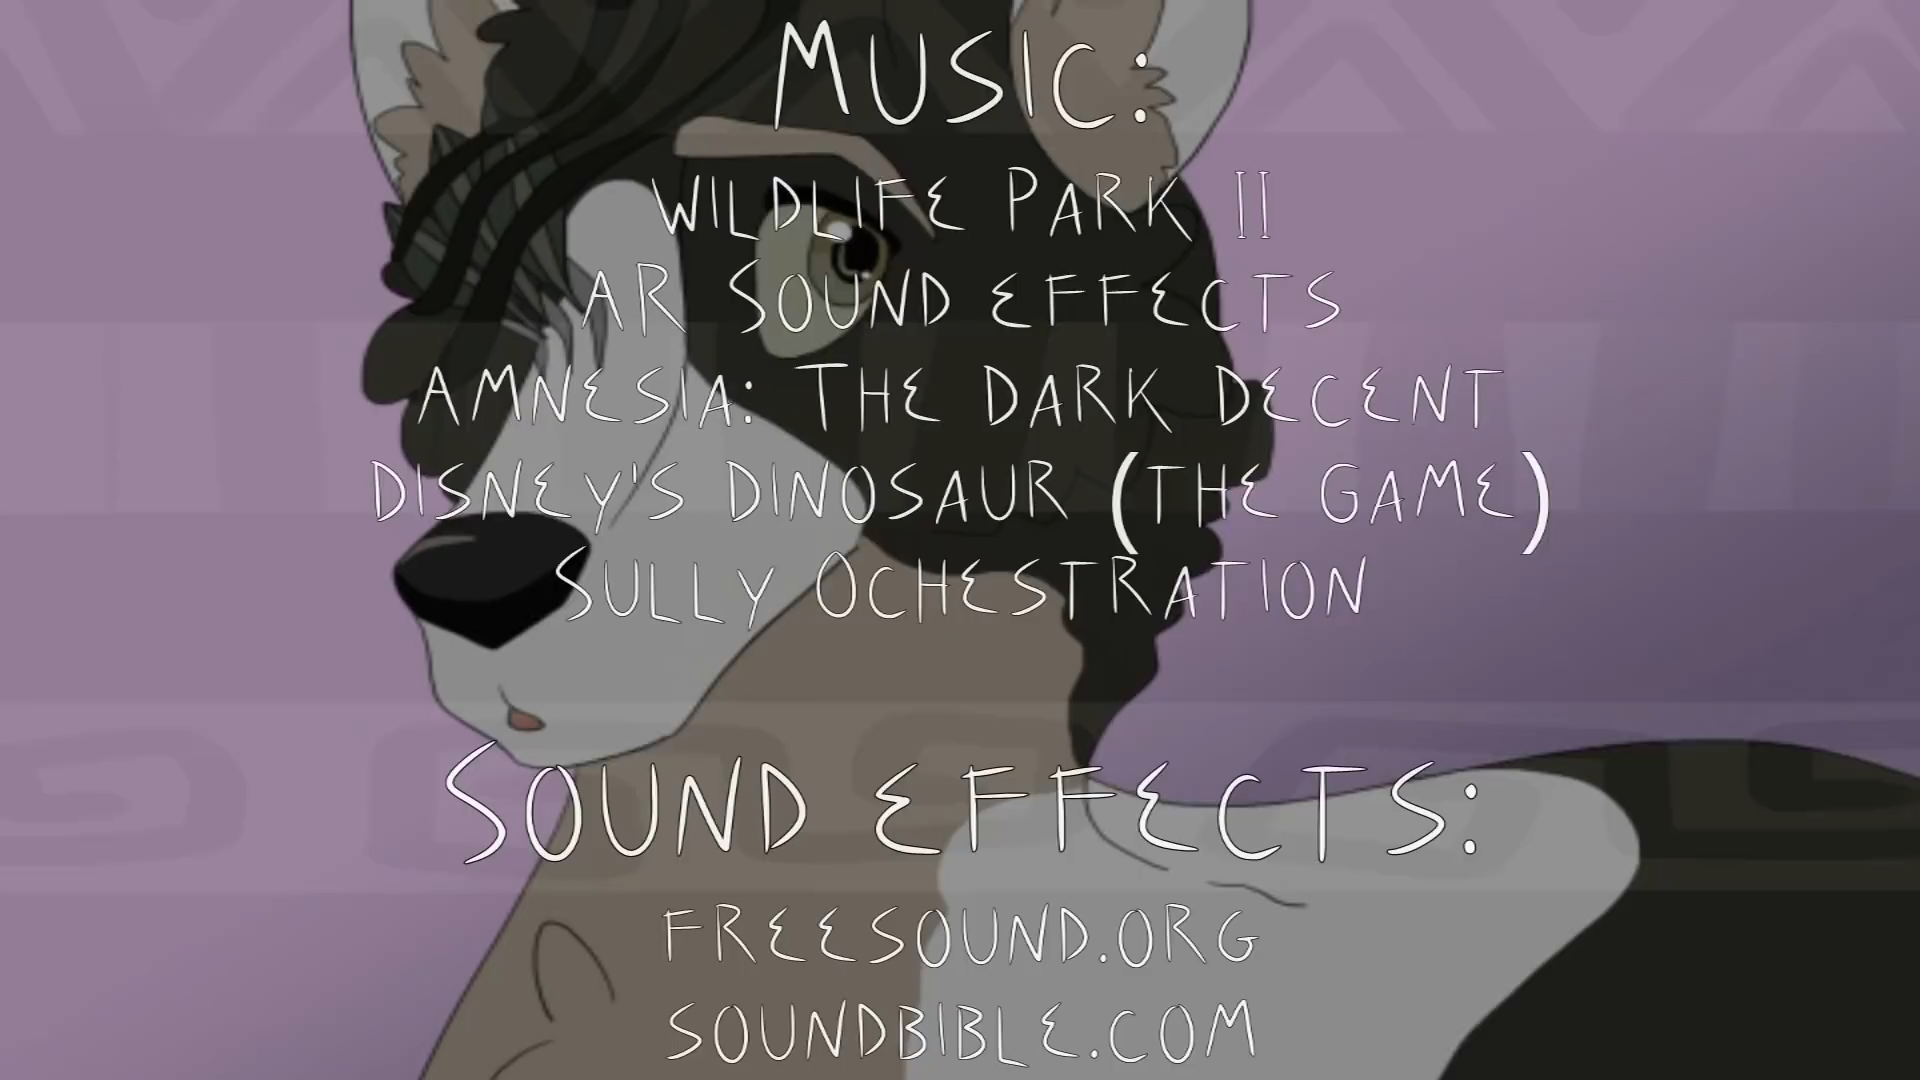 Music:
Wildlife Park II
AR Sound Effects
Amnesia: The Dark Decent
Disney's Dinosaur (The Game)
Sully Ochestration
Sound Effects:
freesound.org
soundbible.com